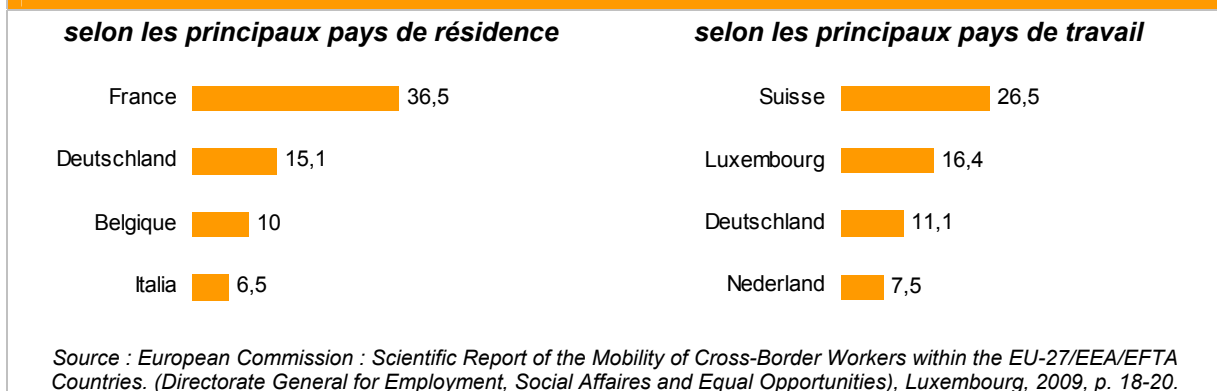 selon les principaux pays de résidence
France 36,5
Deutschland 15,1
Belgique 10
Italia 6,5
selon les principaux pays de travail
Suisse 26,5
Luxembourg 16,4
Deutschland 11,1
Nederland 7,5
Source : European Commission : Scientific Report of the Mobility of Cross-Border Workers within the EU-27/EEA/EFTA
Countries. (Directorate General for Employment, Social Affaires and Equal Opportunities), Luxembourg, 2009, p. 18-20.